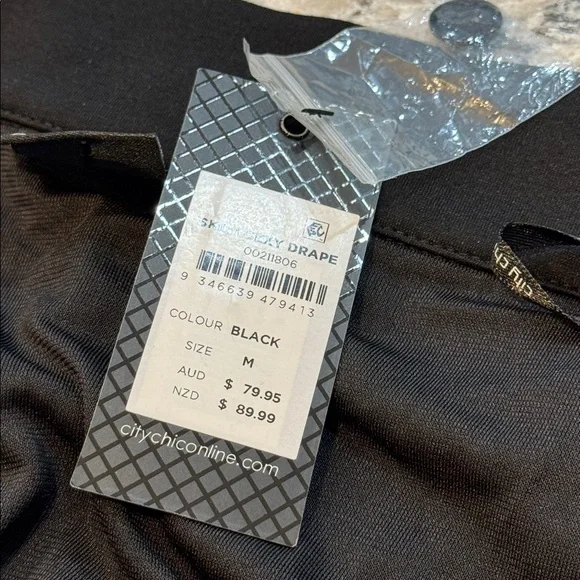 DRAPE
00211806
9 346639 479413
COLOUR BLACK
SIZE M
AUD $ 79.95
NZD $ 89.99
citychiconline.com